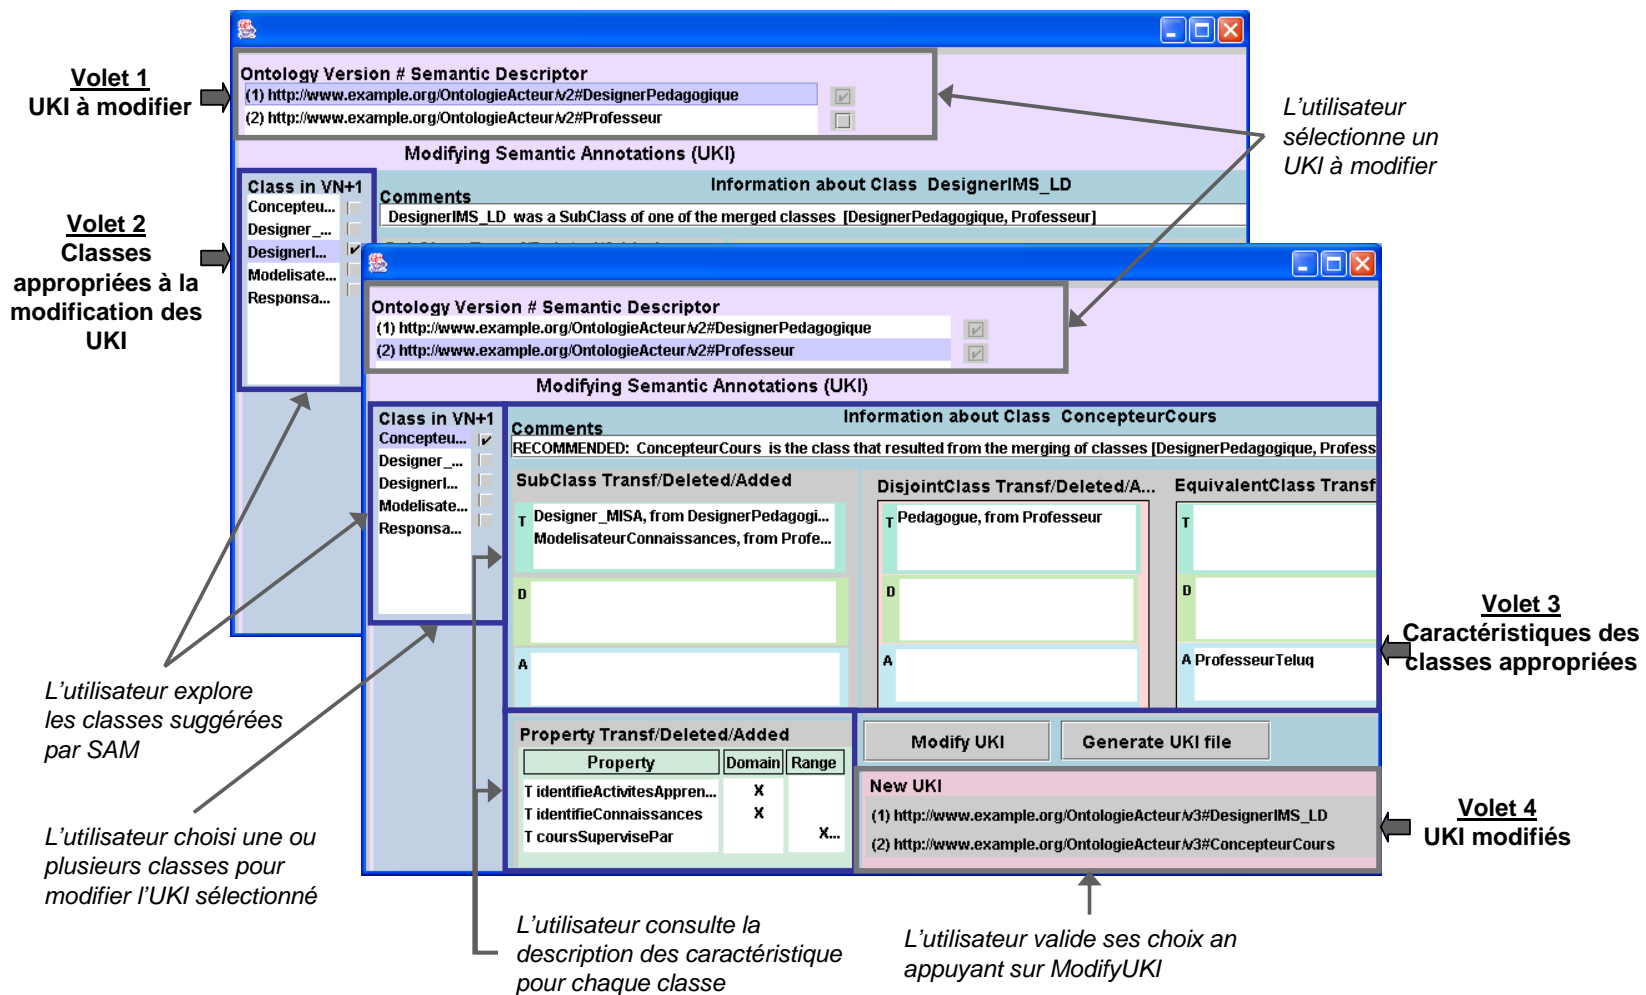 Volet 1
UKI à modifier
Ontology Version # Semantic Descriptor
(1) http://www.example.org/OntologieActeur/v2#DesignerPedagogique
(2) http://www.example.org/OntologieActeur/v2#Professeur
Modifying Semantic Annotations (UKI)
L'utilisateur
sélectionne un
UKI à modifier
Volet 2
Classes
appropriées à la
modification des
UKI
Class in VN+1
Concepteu...
Designer_...
DesignerI...
Modelisate...
Responsa...
Information about Class DesignerIMS_LD
Comments
DesignerIMS_LD was a SubClass of one of the merged classes [DesignerPedagogique, Professeur]
Ontology Version # Semantic Descriptor
(1) http://www.example.org/OntologieActeur/v2#DesignerPedagogique
(2) http://www.example.org/OntologieActeur/v2#Professeur
Modifying Semantic Annotations (UKI)
Class in VN+1
Concepteu...
Designer_...
DesignerI...
Modelisate...
Responsa...
Information about Class ConcepteurCours
Comments
RECOMMENDED: ConcepteurCours is the class that resulted from the merging of classes [DesignerPedagogique, Profess
SubClass Transf/Deleted/Added
T Designer_MISA, from DesignerPedagogi...
ModelisateurConnaissances, from Profe...
D
A
DisjointClass Transf/Deleted/A...
T Pedagogue, from Professeur
D
A
EquivalentClass Transf
T
D
A ProfesseurTeluq
Volet 3
Caractéristiques des
classes appropriées
Property Transf/Deleted/Added
Property Domain Range
T identifieActivitesAppren... X
T identifieConnaissances X
T coursSupervisePar X...
Modify UKI
Generate UKI file
New UKI
(1) http://www.example.org/OntologieActeur/v3#DesignerIMS_LD
(2) http://www.example.org/OntologieActeur/v3#ConcepteurCours
Volet 4
UKI modifiés
L'utilisateur explore
les classes suggérées
par SAM
L'utilisateur choisi une ou
plusieurs classes pour
modifier l'UKI sélectionné
L'utilisateur consulte la
description des caractéristique
pour chaque classe
L'utilisateur valide ses choix an
appuyant sur ModifyUKI